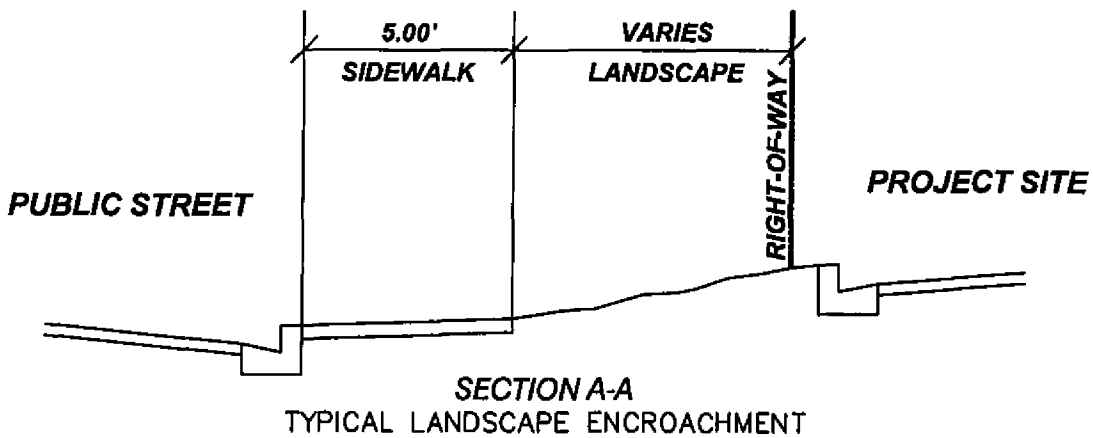 5.00'
SIDEWALK
VARIES
LANDSCAPE
RIGHT-OF-WAY
PUBLIC STREET
PROJECT SITE
SECTION A-A
TYPICAL LANDSCAPE ENCROACHMENT